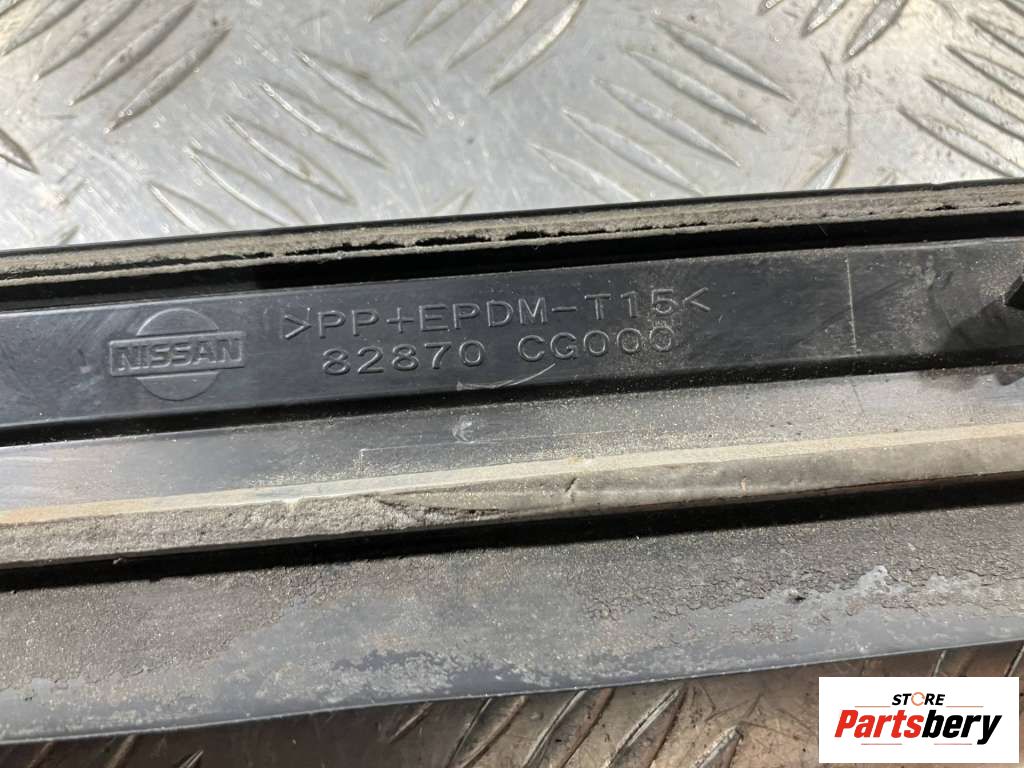 NISSAN
>PP+EPDM-T15<
82870 CG000
STORE
Partsbery